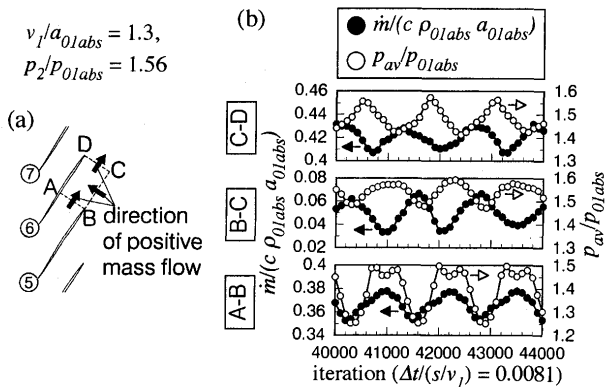 v₁/a₀₁abs = 1.3,
p₂/p₀₁abs = 1.56
(a)
7
D
C
A
B
6
5
direction
of positive
mass flow
(b)
ṁ/(c ρ₀₁abs a₀₁abs)
pₐᵥ/p₀₁abs
C-D
0.46
0.44
0.42
0.4
1.6
1.5
1.4
1.3
B-C
0.08
0.06
0.04
0.02
1.6
1.5
1.4
1.3
A-B
0.4
0.38
0.36
0.34
1.5
1.4
1.3
1.2
ṁ/(c ρ₀₁abs a₀₁abs)
pₐᵥ/p₀₁abs
40000 41000 42000 43000 44000
iteration (Δt/(s/v₁) = 0.0081)